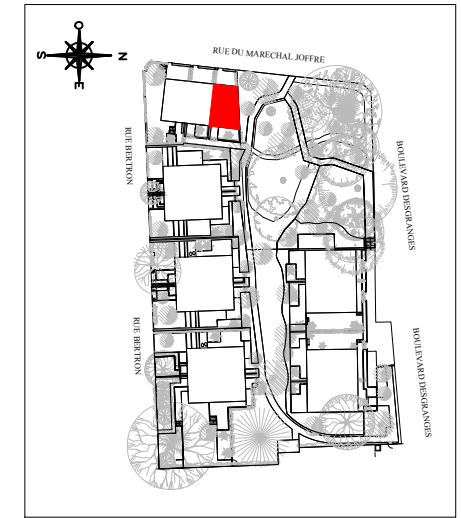 O
S N
E
RUE DU MARECHAL JOFFRE
RUE BERTRON
BOULEVARD DESGRANGES
RUE BERTRON
BOULEVARD DESGRANGES